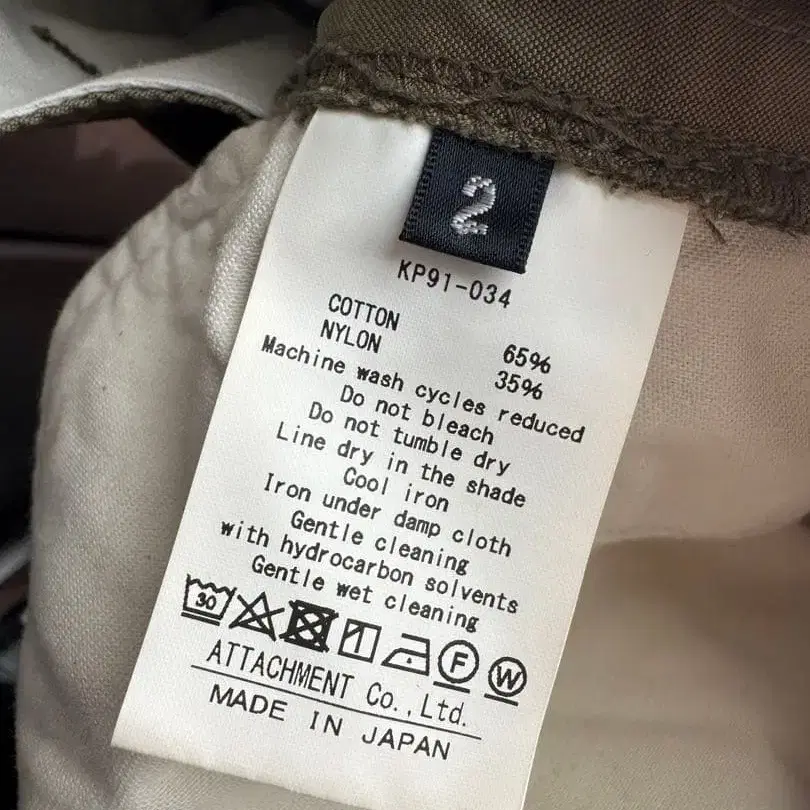 2
KP91-034
COTTON 65%
NYLON 35%
Machine wash cycles reduced
Do not bleach
Do not tumble dry
Line dry in the shade
Cool iron
Iron under damp cloth
Gentle cleaning
with hydrocarbon solvents
Gentle wet cleaning
30 F W
ATTACHMENT Co.,Ltd.
MADE IN JAPAN